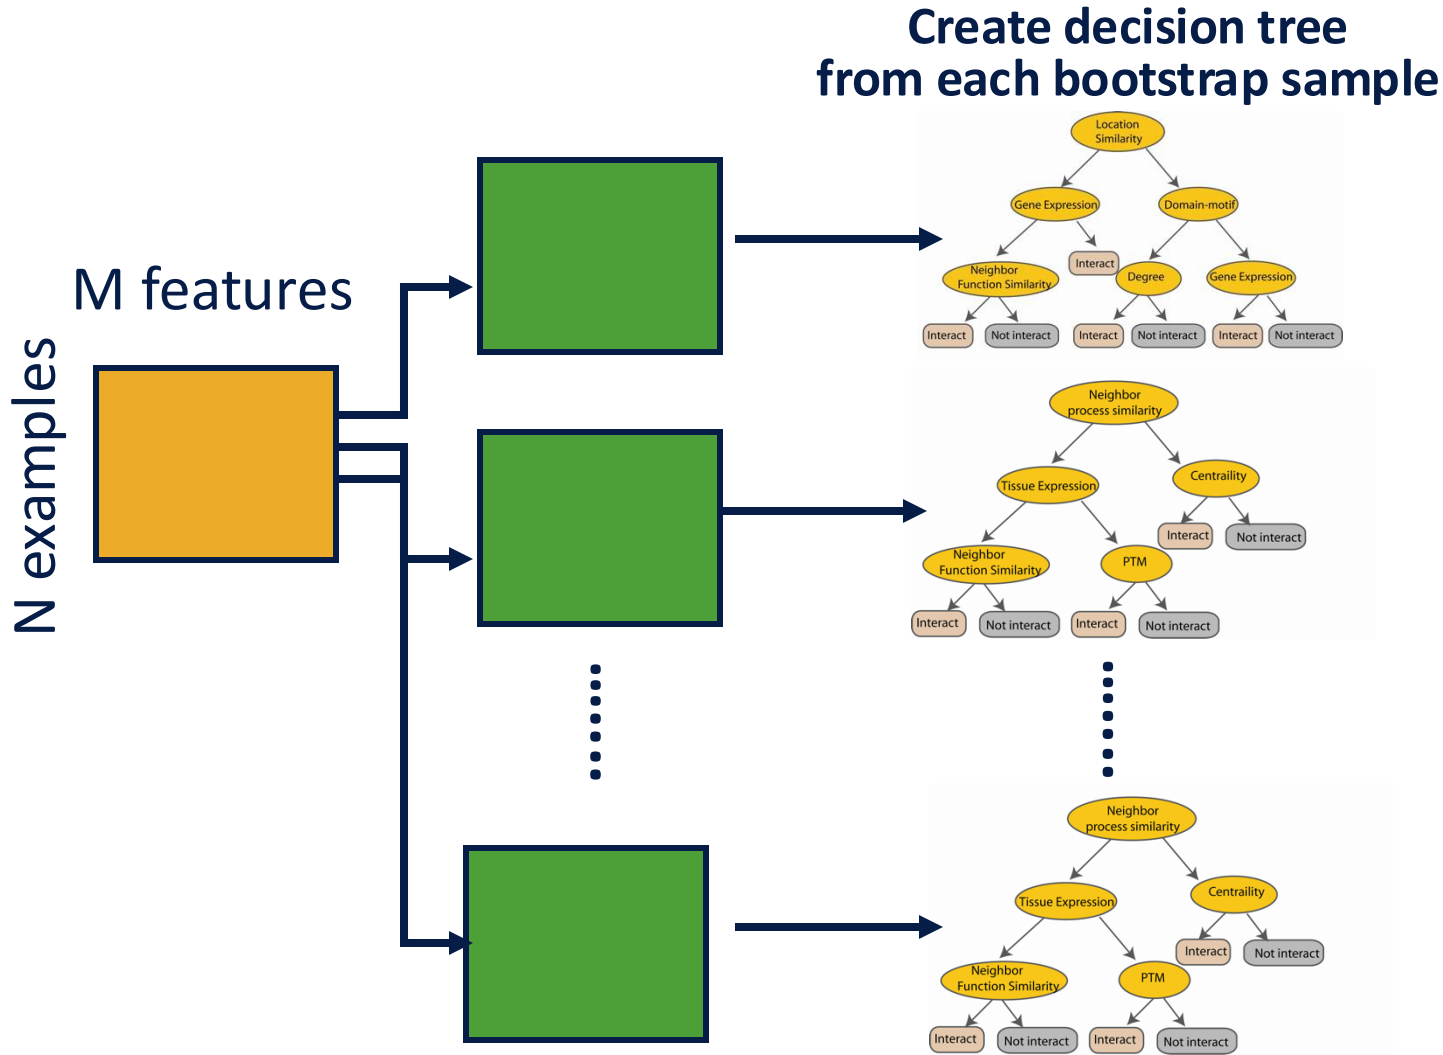 Create decision tree
from each bootstrap sample
M features
N examples
Location
Similarity
Gene Expression
Domain-motif
Interact
Neighbor
Function Similarity
Degree
Gene Expression
Interact
Not interact
Interact
Not interact
Interact
Not interact
Neighbor
process similarity
Tissue Expression
Centraility
Interact
Not interact
Neighbor
Function Similarity
PTM
Interact
Not interact
Interact
Not interact
Neighbor
process similarity
Tissue Expression
Centraility
Interact
Not interact
Neighbor
Function Similarity
PTM
Interact
Not interact
Interact
Not interact